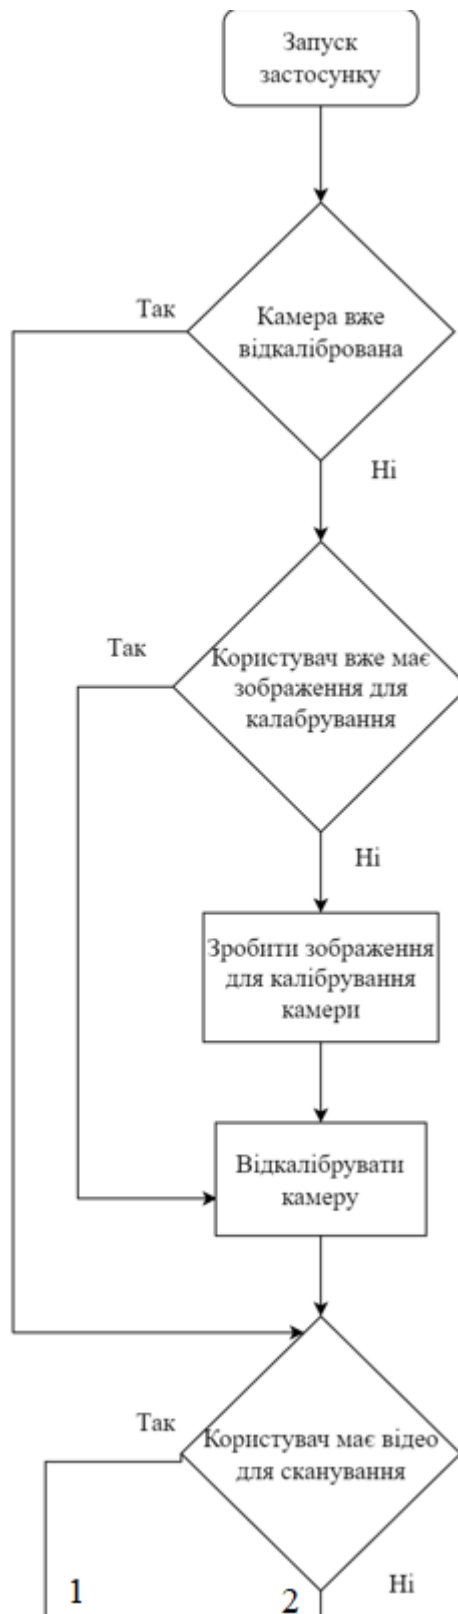 Запуск
застосунку
Так
Камера вже
відкалібрована
Ні
Так
Користувач вже має
зображення для
калабрування
Ні
Зробити зображення
для калібрування
камери
Відкалібрувати
камеру
Так
Користувач має відео
для сканування
1
2
Ні